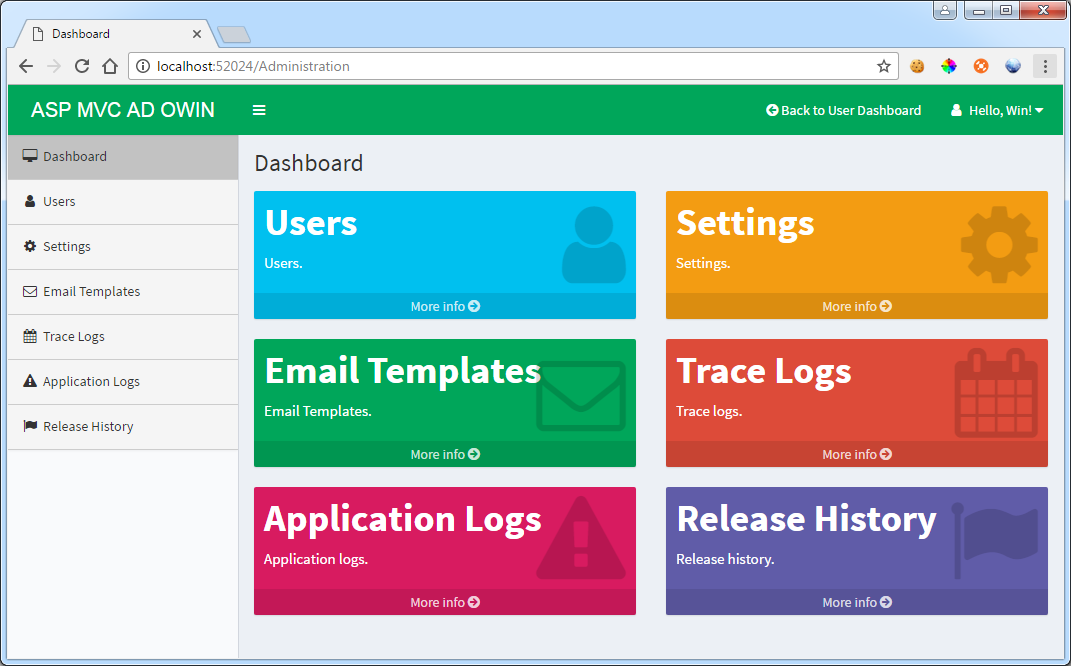 Dashboard
localhost:52024/Administration
ASP MVC AD OWIN
Back to User Dashboard
Hello, Win!
Dashboard
Users
Settings
Email Templates
Trace Logs
Application Logs
Release History
Dashboard
Users
Users.
More info
Settings
Settings.
More info
Email Templates
Email Templates.
More info
Trace Logs
Trace logs.
More info
Application Logs
Application logs.
More info
Release History
Release history.
More info